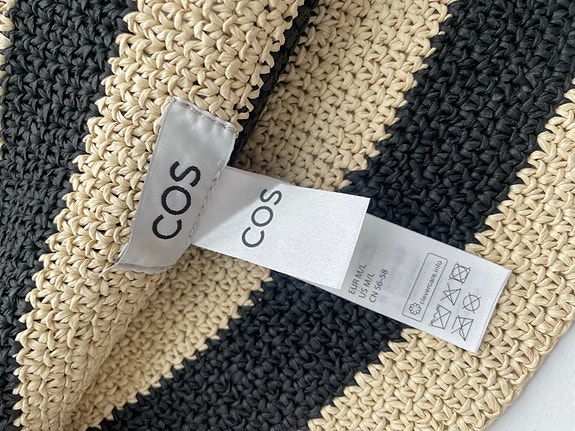 COS
COS
EUR M/L
US M/L
CN 56-58
clevercare.info